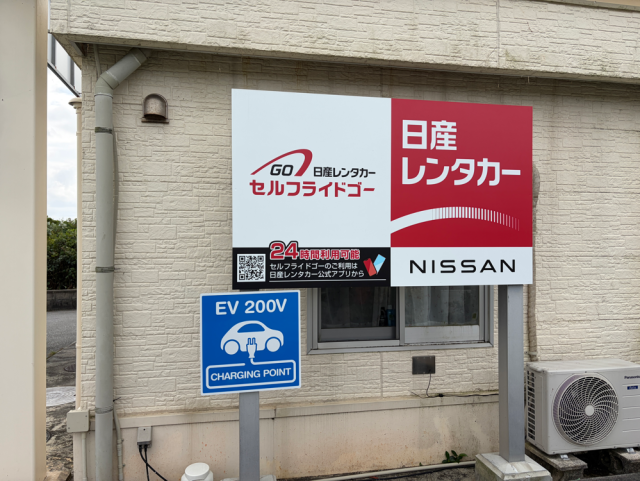 GO 日産レンタカー
セルフライドゴー
日産
レンタカー
24時間利用可能
セルフライドゴーのご利用は
日産レンタカー公式アプリから
NISSAN
EV 200V
CHARGING POINT
Panasonic